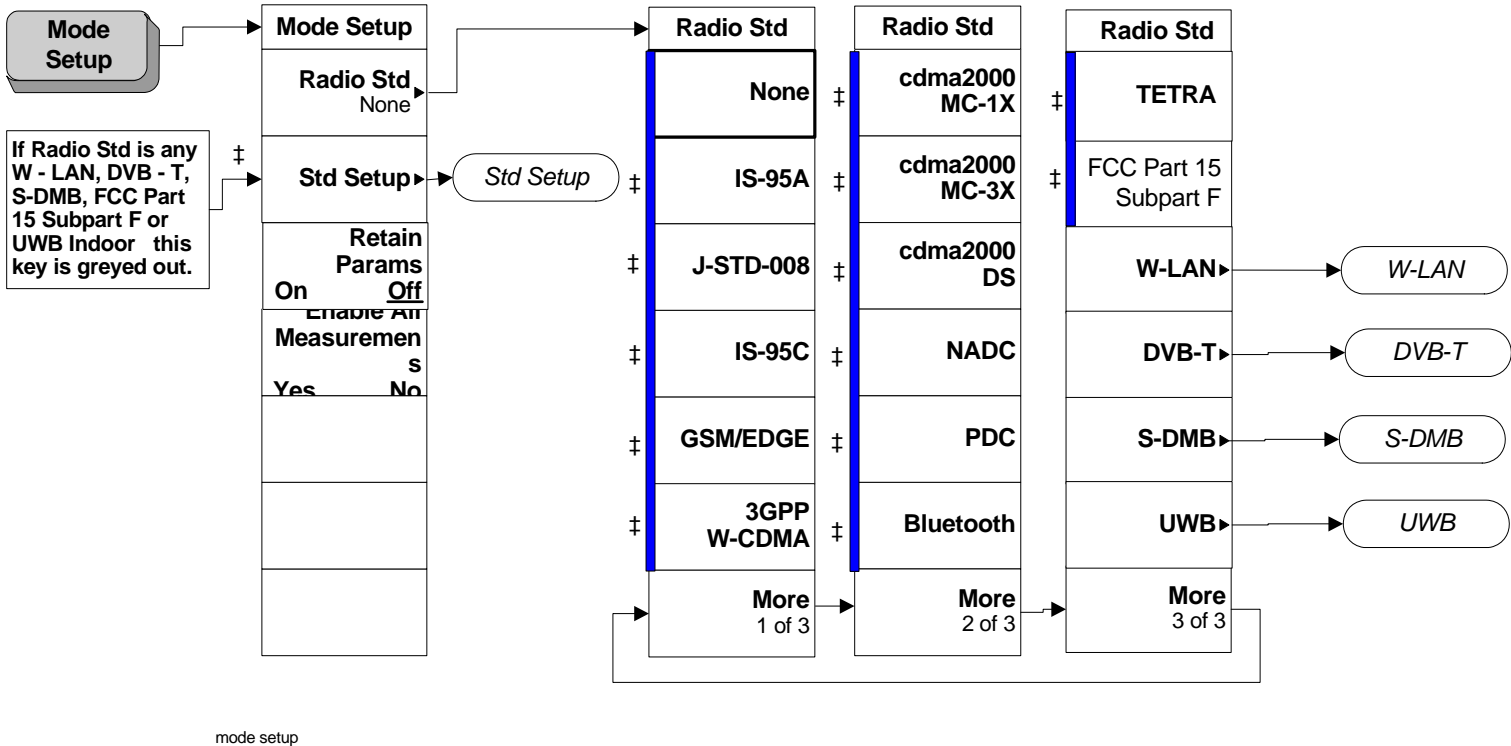 Mode
Setup
If Radio Std is any
W - LAN, DVB - T,
S-DMB, FCC Part
15 Subpart F or
UWB Indoor this
key is greyed out.
‡
Mode Setup
Radio Std
None
Std Setup
Retain
Params
On Off
Enable All
Measuremen
s
Yes No
Std Setup
Radio Std
None
‡ IS-95A
‡ J-STD-008
‡ IS-95C
‡ GSM/EDGE
‡ 3GPP
W-CDMA
More
1 of 3
Radio Std
‡ cdma2000
MC-1X
‡ cdma2000
MC-3X
‡ cdma2000
DS
‡ NADC
‡ PDC
‡ Bluetooth
More
2 of 3
Radio Std
‡ TETRA
‡ FCC Part 15
Subpart F
W-LAN
DVB-T
S-DMB
UWB
More
3 of 3
W-LAN
DVB-T
S-DMB
UWB
mode setup